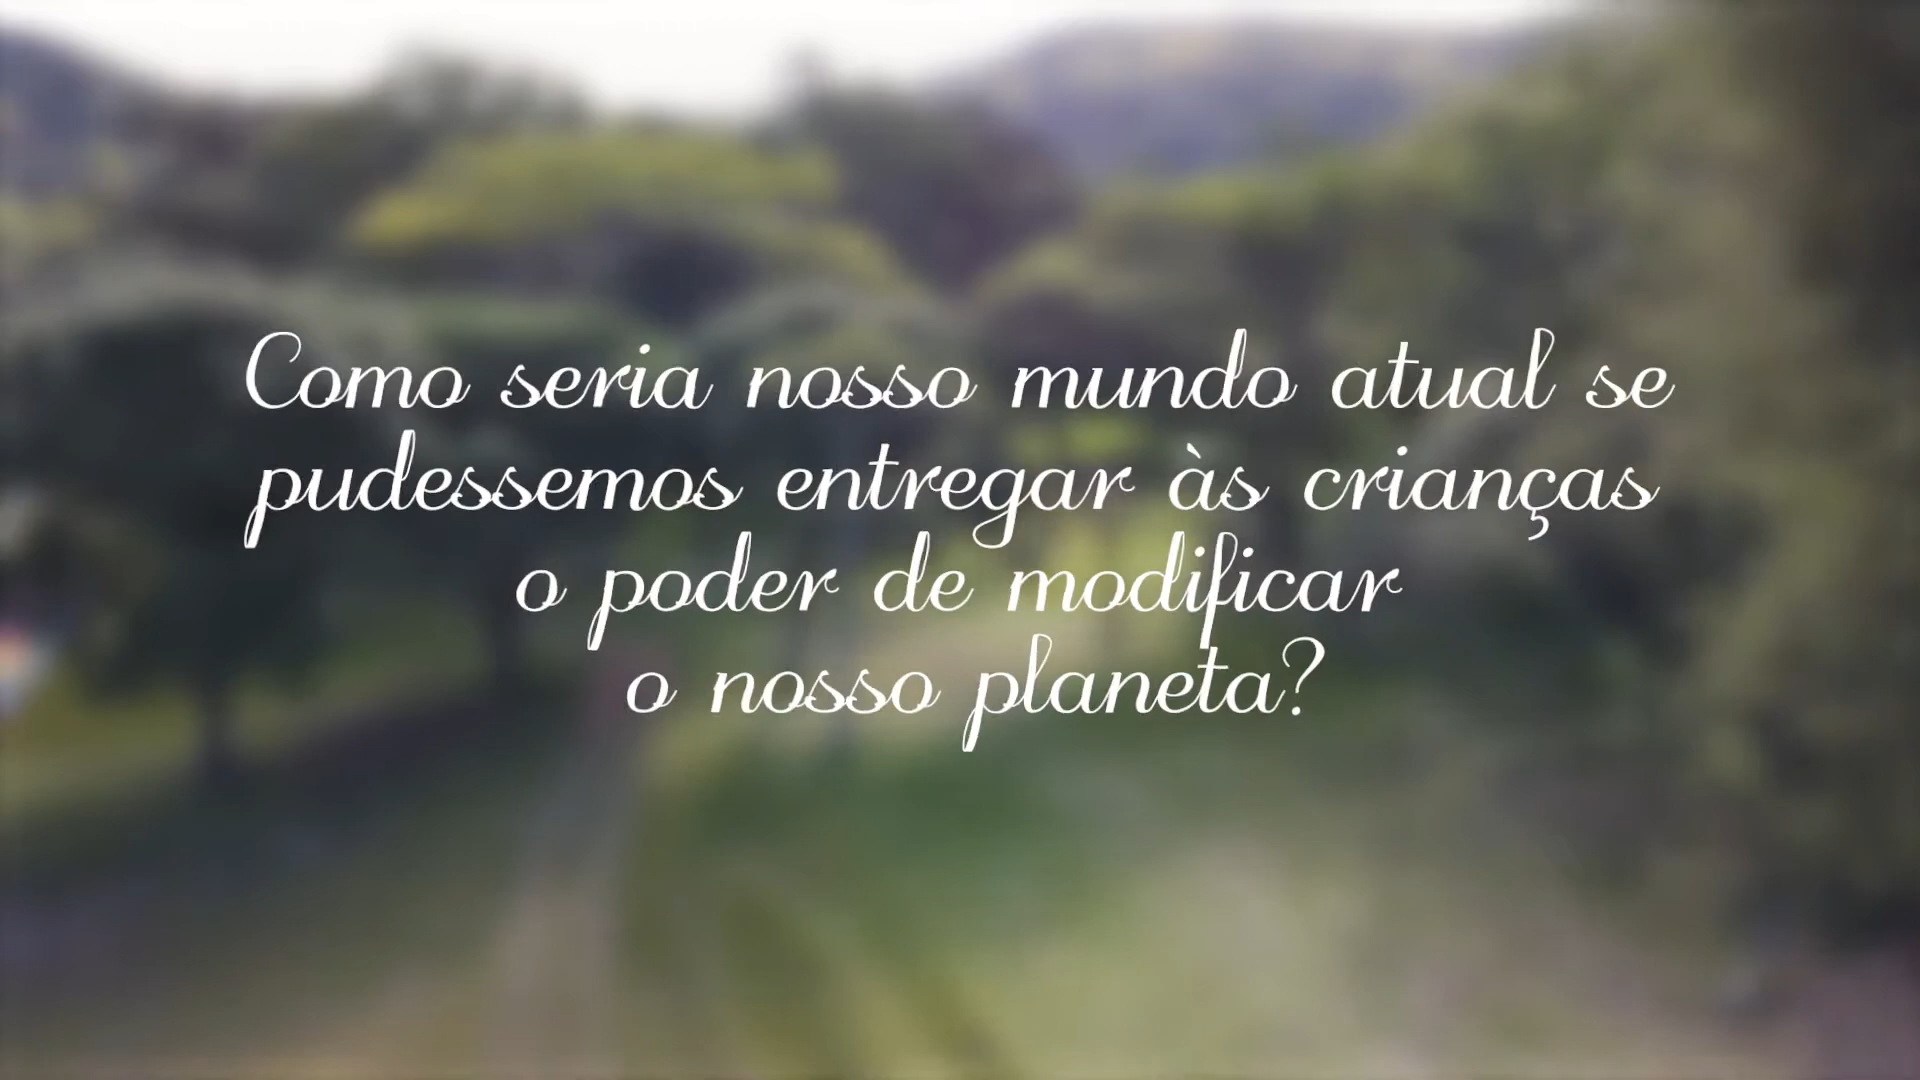 Como seria nosso mundo atual se
pudessemos entregar às crianças
o poder de modificar
o nosso planeta?